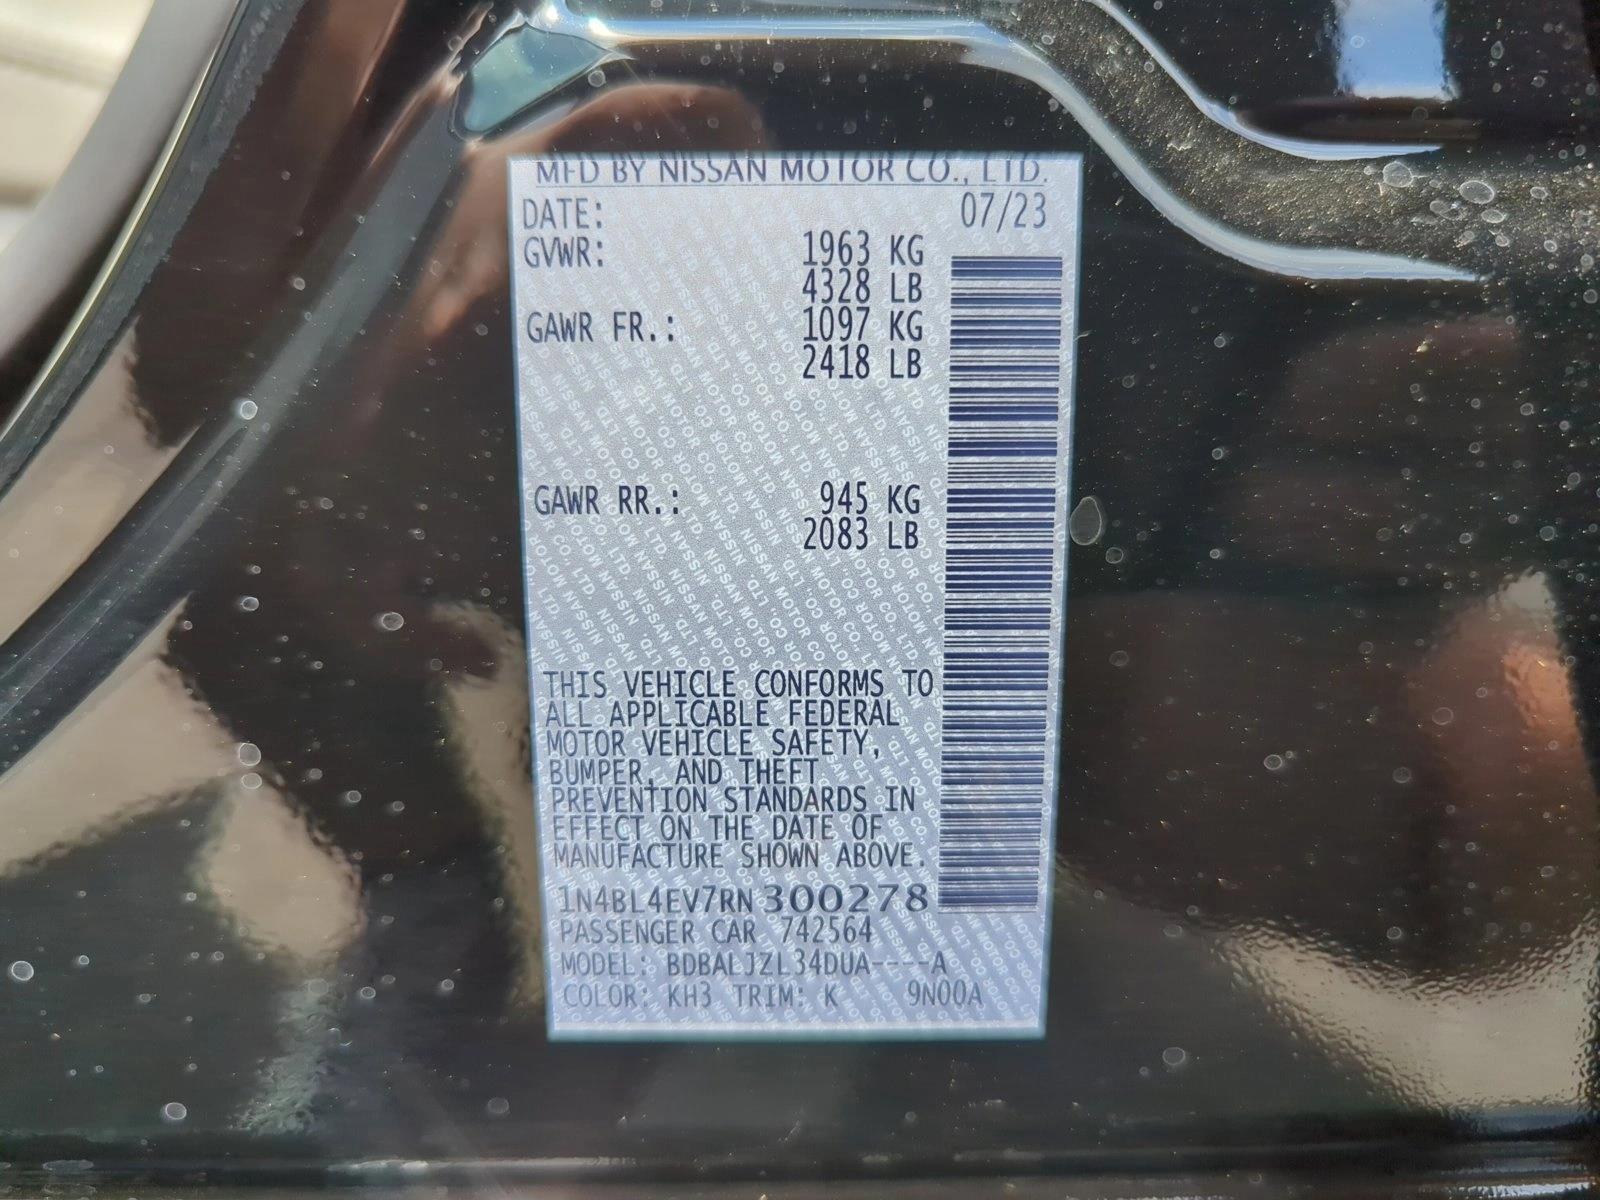 MFD BY NISSAN MOTOR CO., LTD.
DATE: 07/23
GVWR: 1963 KG
4328 LB
GAWR FR.: 1097 KG
2418 LB
GAWR RR.: 945 KG
2083 LB
THIS VEHICLE CONFORMS TO
ALL APPLICABLE FEDERAL
MOTOR VEHICLE SAFETY,
BUMPER, AND THEFT
PREVENTION STANDARDS IN
EFFECT ON THE DATE OF
MANUFACTURE SHOWN ABOVE.
1N4BL4EV7RN300278
PASSENGER CAR 742564
MODEL: BDBALJZL34DUA----A
COLOR: KH3 TRIM: K 9N00A